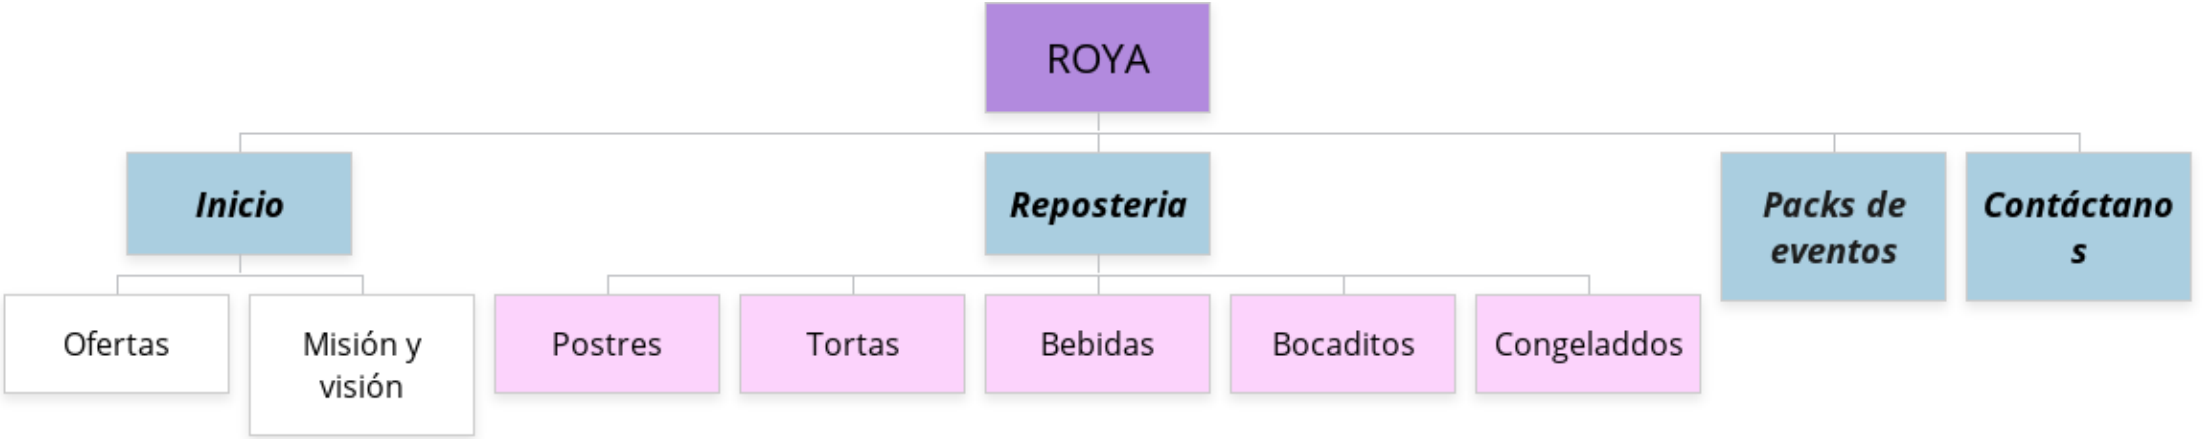 ROYA
Inicio
Reposteria
Packs de
eventos
Contáctano
s
Ofertas
Misión y
visión
Postres
Tortas
Bebidas
Bocaditos
Congeladdos